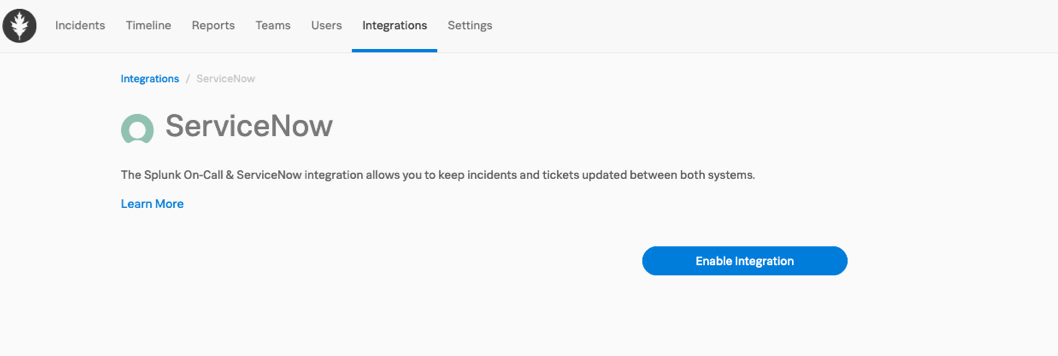 Incidents Timeline Reports Teams Users Integrations Settings
Integrations / ServiceNow
ServiceNow
The Splunk On-Call & ServiceNow integration allows you to keep incidents and tickets updated between both systems.
Learn More
Enable Integration